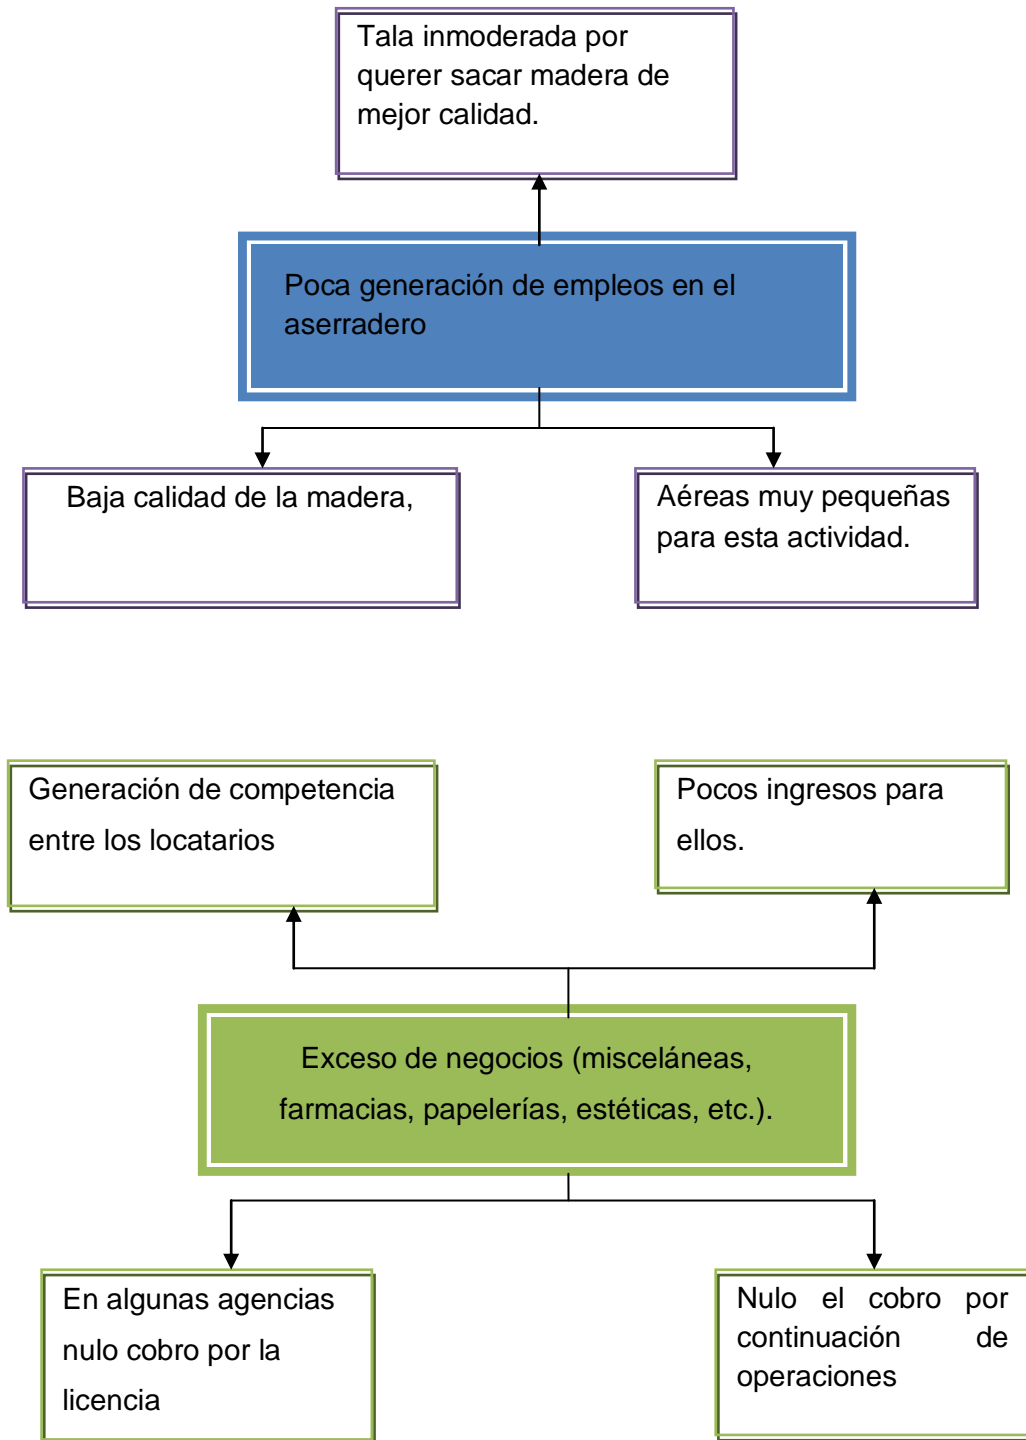 Tala inmoderada por
querer sacar madera de
mejor calidad.
Poca generación de empleos en el
aserradero
Baja calidad de la madera,
Aéreas muy pequeñas
para esta actividad.
Generación de competencia
entre los locatarios
Pocos ingresos para
ellos.
Exceso de negocios (misceláneas,
farmacias, papelerías, estéticas, etc.).
En algunas agencias
nulo cobro por la
licencia
Nulo el cobro por
continuación de
operaciones